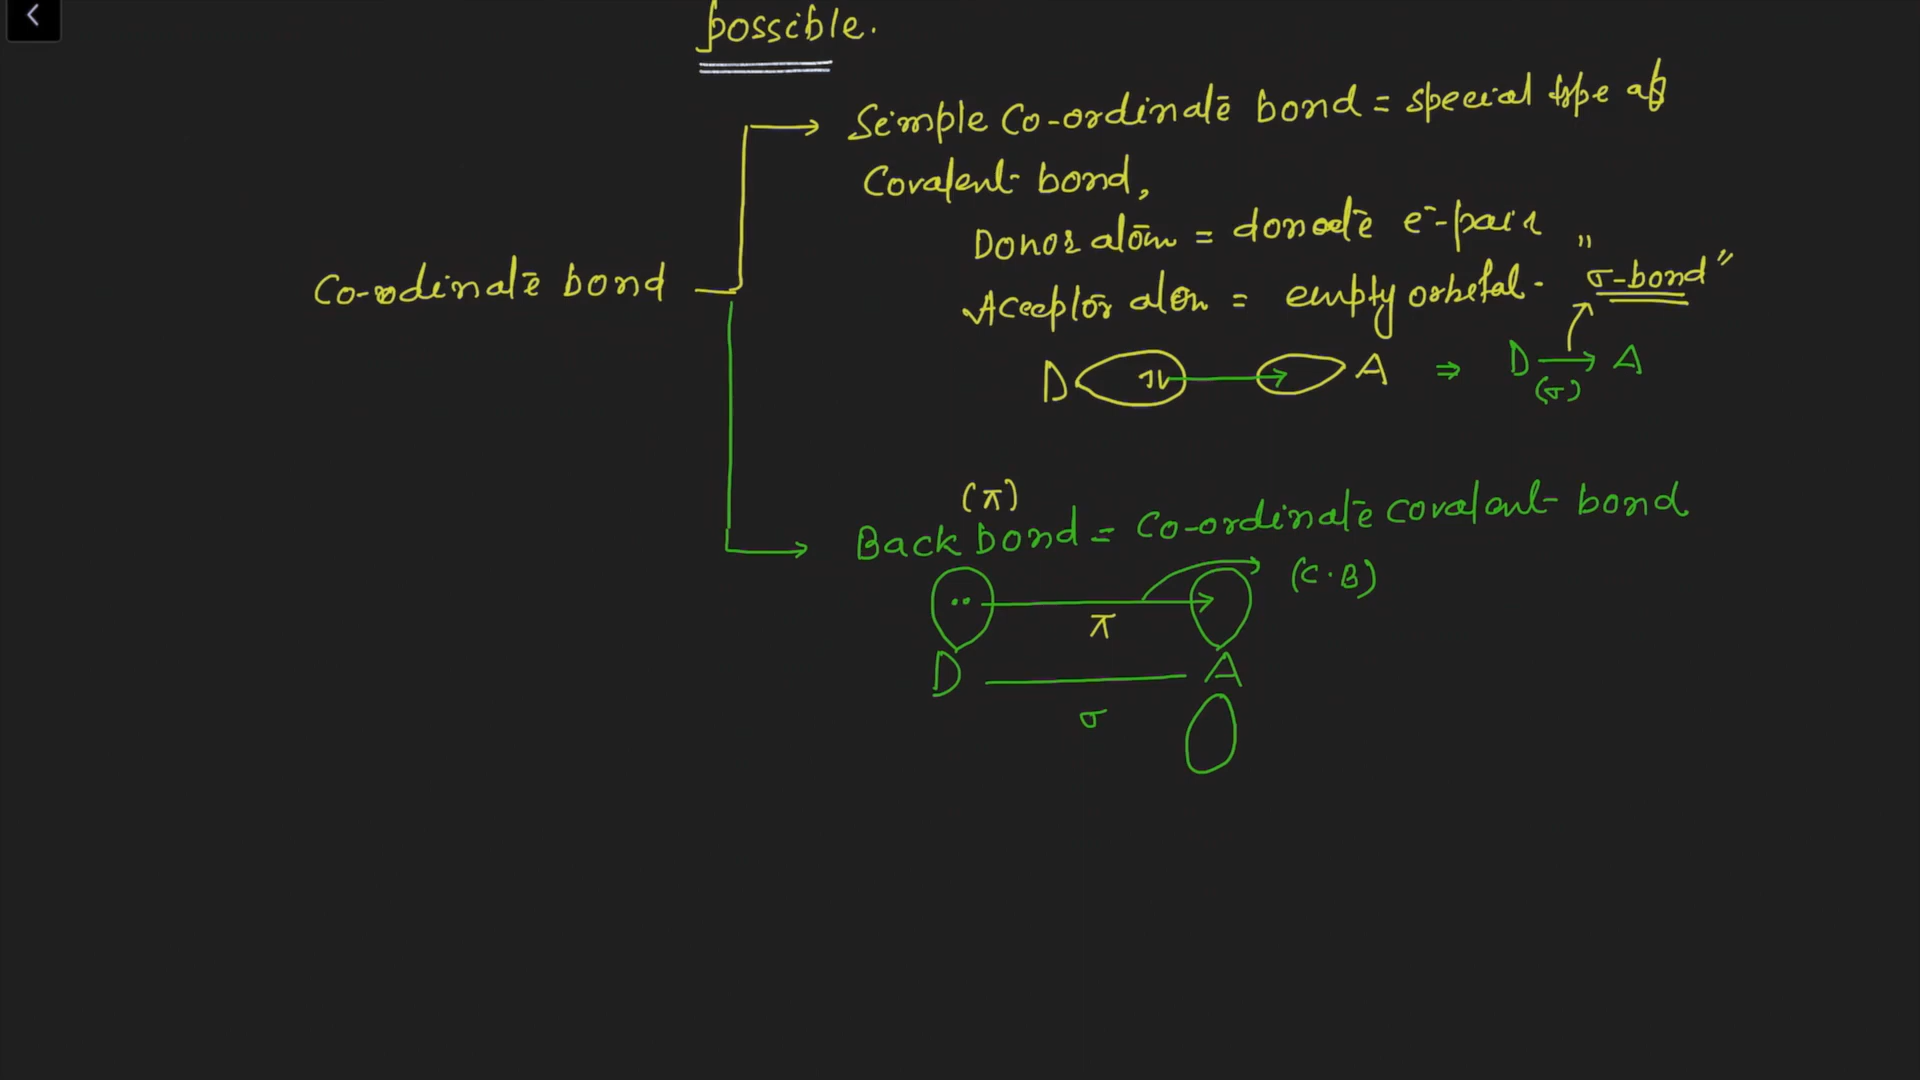 possible.
Simple Co-ordinate bond = special type of
Covalent bond,
Donor atom = donate e⁻-pair
Co-ordinate bond
Acceptor atom = empty orbital. "σ-bond"
D 1L A ⇒ D → A
(σ)
(π)
Back bond = Co-ordinate Covalent bond
(C.B)
π
D A
σ